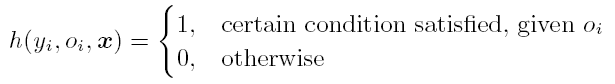 h(y_i, o_i, x) = { 1, certain condition satisfied, given o_i
0, otherwise